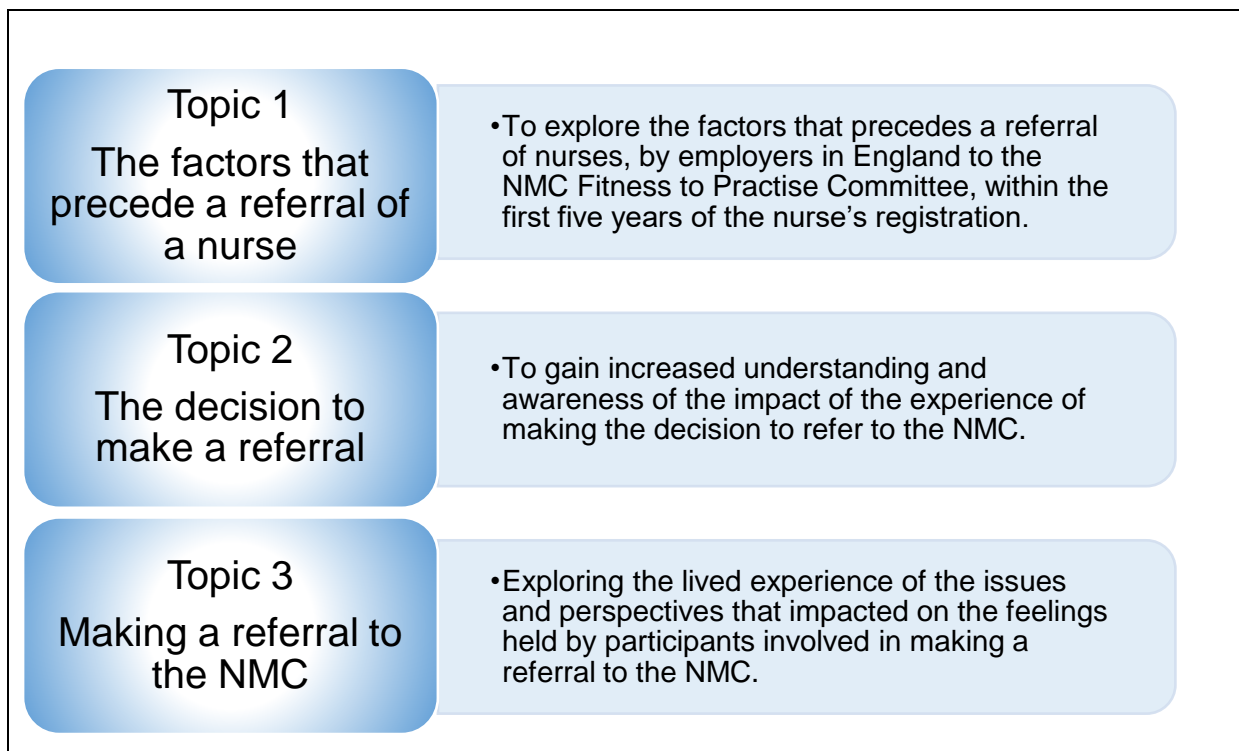 Topic 1
The factors that
precede a referral of
a nurse
•To explore the factors that precedes a referral
of nurses, by employers in England to the
NMC Fitness to Practise Committee, within the
first five years of the nurse's registration.
Topic 2
The decision to
make a referral
•To gain increased understanding and
awareness of the impact of the experience of
making the decision to refer to the NMC.
Topic 3
Making a referral to
the NMC
•Exploring the lived experience of the issues
and perspectives that impacted on the feelings
held by participants involved in making a
referral to the NMC.